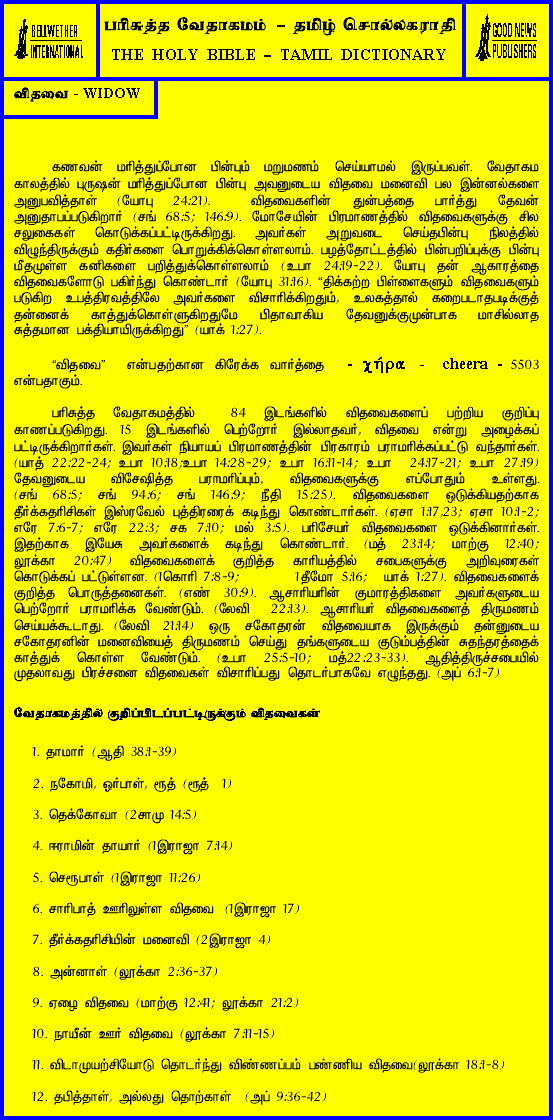 BELLWETHER
INTERNATIONAL
பரிசுத்த வேதாகமம் – தமிழ் சொல்லகராதி
THE HOLY BIBLE – TAMIL DICTIONARY
GOOD NEWS
PUBLISHERS
விதவை - WIDOW
கணவன் மரித்துப்போன பின்பும் மறுமணம் செய்யாமல் இருப்பவள். வேதாகம
காலத்தில் புருஷன் மரித்துப்போன பின்பு அவனுடைய விதவை மனைவி பல இன்னல்களை
அனுபவித்தாள் (யோபு 24:21). விதவைகளின் துன்பத்தை பார்த்து தேவன்
அனுதாபப்படுகிறார் (சங் 68:5; 146:9). மோசேயின் பிரமாணத்தில் விதவைகளுக்கு சில
சலுகைகள் கொடுக்கப்பட்டிருக்கிறது. அவர்கள் அறுவடை செய்தபின்பு நிலத்தில்
விழுந்திருக்கும் கதிர்களை பொறுக்கிக்கொள்ளலாம். பழத்தோட்டத்தில் பின்பறிப்புக்கு பின்பு
மீதமுள்ள கனிகளை பறித்துக்கொள்ளலாம் (உபா 24:19-22). யோபு தன் ஆகாரத்தை
விதவைகளோடு பகிர்ந்து கொண்டார் (யோபு 31:16). “திக்கற்ற பிள்ளைகளும் விதவைகளும்
படுகிற உபத்திரவத்திலே அவர்களை விசாரிக்கிறதும், உலகத்தால் கறைபடாதபடிக்குத்
தன்னைக் காத்துக்கொள்ளுகிறதுமே பிதாவாகிய தேவனுக்குமுன்பாக மாசில்லாத
சுத்தமான பக்தியாயிருக்கிறது” (யாக் 1:27).
“விதவை” என்பதற்கான கிரேக்க வார்த்தை - χήρα - cheera - 5503
என்பதாகும்.
பரிசுத்த வேதாகமத்தில் 84 இடங்களில் விதவைகளைப் பற்றிய குறிப்பு
காணப்படுகிறது. 15 இடங்களில் பெற்றோர் இல்லாதவர், விதவை என்று அழைக்கப்
பட்டிருக்கிறார்கள். இவர்கள் நியாயப் பிரமாணத்தின் பிரகாரம் பராமரிக்கப்பட்டு வந்தார்கள்.
(யாத் 22:22-24; உபா 10:18;உபா 14:28-29; உபா 16:11-14; உபா 24:17-21; உபா 27:19)
தேவனுடைய விசேஷித்த பராமரிப்பும், விதவைகளுக்கு எப்போதும் உள்ளது.
(சங் 68:5; சங் 94:6; சங் 146:9; நீதி 15:25). விதவைகளை ஒடுக்கியதற்காக
தீர்க்கதரிசிகள் இஸ்ரவேல் புத்திரரைக் கடிந்து கொண்டார்கள். (ஏசா 1:17,23; ஏசா 10:1-2;
எரே 7:6-7; எரே 22:3; சக 7:10; மல் 3:5). பரிசேயர் விதவைகளை ஒடுக்கினார்கள்.
இதற்காக இயேசு அவர்களைக் கடிந்து கொண்டார். (மத் 23:14; மாற்கு 12:40;
லூக்கா 20:47) விதவைகளைக் குறித்த காரியத்தில் சபைகளுக்கு அறிவுரைகள்
கொடுக்கப் பட்டுள்ளன. (1கொரி 7:8-9; 1தீமோ 5:16; யாக் 1:27). விதவைகளைக்
குறித்த பொருத்தனைகள். (எண் 30:9). ஆசாரியரின் குமாரத்திகளை அவர்களுடைய
பெற்றோர் பராமரிக்க வேண்டும். (லேவி 22:13). ஆசாரியர் விதவைகளைத் திருமணம்
செய்யக்கூடாது. (லேவி 21:14) ஒரு சகோதரன் விதவையாக இருக்கும் தன்னுடைய
சகோதரனின் மனைவியைத் திருமணம் செய்து தங்களுடைய குடும்பத்தின் சுதந்தரத்தைக்
காத்துக் கொள்ள வேண்டும். (உபா 25:5-10; மத்22:23-33). ஆதித்திருச்சபையில்
முதலாவது பிரச்சனை விதவைகள் விசாரிப்பது தொடர்பாகவே எழுந்தது. (அப் 6:1-7)
வேதாகமத்தில் குறிப்பிடப்பட்டிருக்கும் விதவைகள்
1. தாமார் (ஆதி 38:1-39)
2. நகோமி, ஓர்பாள், ரூத் (ரூத் 1)
3. தெக்கோவா (2சாமு 14:5)
4. ஈராமின் தாயார் (1இராஜா 7:14)
5. செரூபாள் (1இராஜா 11:26)
6. சாரிபாத் ஊரிலுள்ள விதவை (1இராஜா 17)
7. தீர்க்கதரிசியின் மனைவி (2இராஜா 4)
8. அன்னாள் (லூக்கா 2:36-37)
9. ஏழை விதவை (மாற்கு 12:41; லூக்கா 21:2)
10. நாயீன் ஊர் விதவை (லூக்கா 7:11-15)
11. விடாமுயற்சியோடு தொடர்ந்து விண்ணப்பம் பண்ணிய விதவை(லூக்கா 18:1-8)
12. தபித்தாள், அல்லது தொற்காள் (அப் 9:36-42)